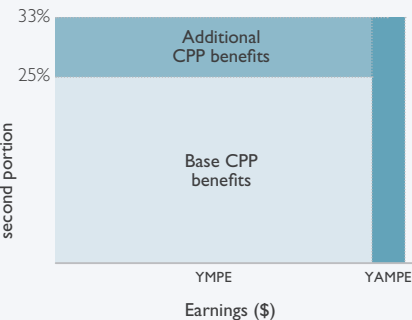 33%
Additional
CPP benefits
25%
Base CPP
benefits
second portion
YMPE
YAMPE
Earnings ($)